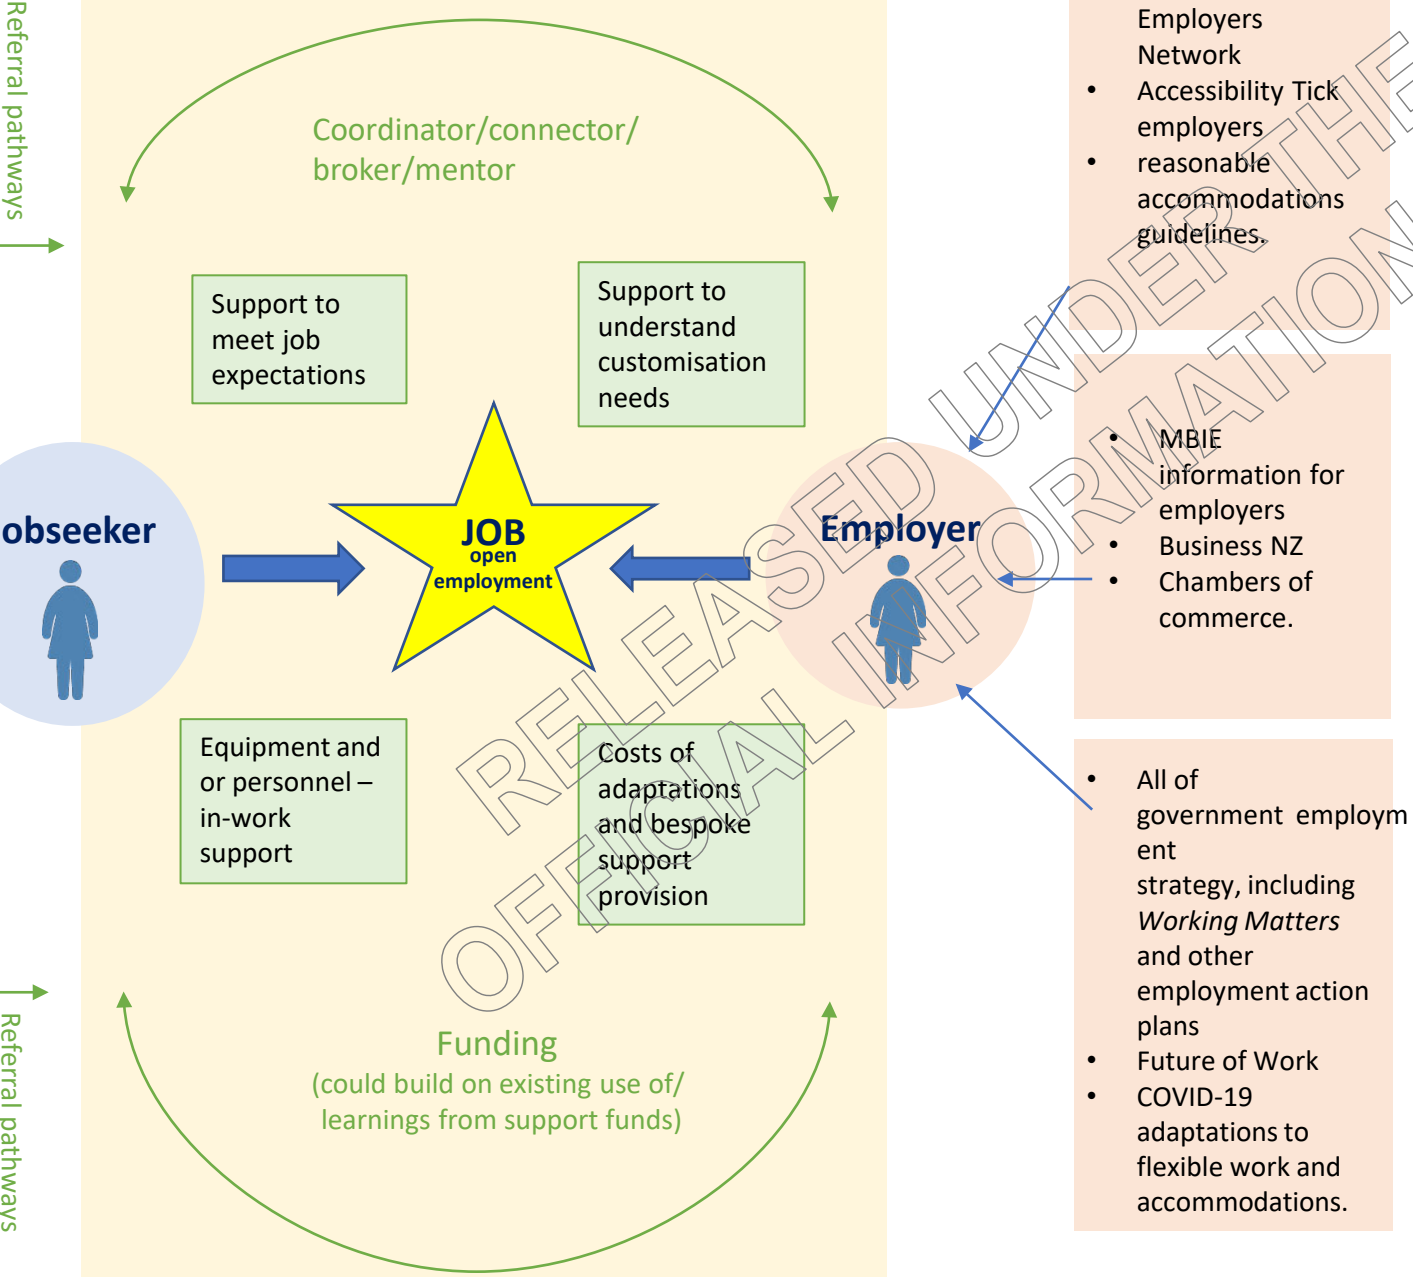 Referral pathways
Coordinator/connector/
broker/mentor
Support to
meet job
expectations
Support to
understand
customisation
needs
obseeker
JOB
open
employment
Employer
Equipment and
or personnel –
in-work
support
Costs of
adaptations
and bespoke
support
provision
Funding
(could build on existing use of/
learnings from support funds)
Referral pathways
Employers
Network
• Accessibility Tick
employers
• reasonable
accommodations
guidelines.
• MBIE
information for
employers
• Business NZ
• Chambers of
commerce.
• All of
government employm
ent
strategy, including
Working Matters
and other
employment action
plans
• Future of Work
• COVID-19
adaptations to
flexible work and
accommodations.
RELEASED UNDER THE
OFFICIAL INFORMATION